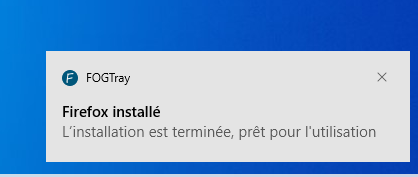 FOGTray
Firefox installé
L'installation est terminée, prêt pour l'utilisation